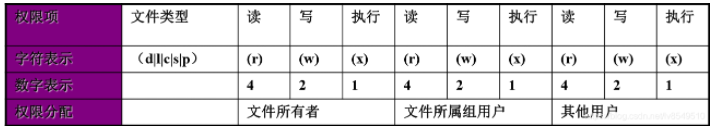 权限项 文件类型 读 写 执行 读 写 执行 读 写 执行
字符表示 （d|l|c|s|p） (r) (w) (x) (r) (w) (x) (r) (w) (x)
数字表示 4 2 1 4 2 1 4 2 1
权限分配 文件所有者 文件所属组用户 其他用户